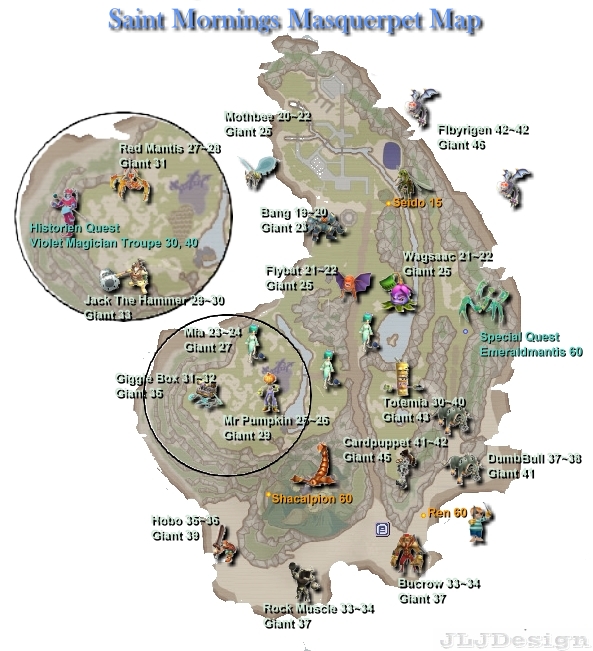 Saint Mornings Masquerpet Map
Mothbee 20~22
Giant 25
Flbyrigen 42~42
Giant 46
Red Mantis 27~28
Giant 31
Seido 15
Bang 19~20
Giant 23
Historien Quest
Violet Magician Troupe 30, 40
Wagsaac 21~22
Giant 25
Flybat 21~22
Giant 25
Jack The Hammer 29~30
Giant 33
Mia 23~24
Giant 27
Special Quest
Emeraldmantis 60
Giggle Box 31~32
Giant 35
Totemia 30~40
Giant 43
Mr Pumpkin 25~26
Giant 29
Cardpuppet 41~42
Giant 45
DumbBull 37~38
Giant 41
Shacalpion 60
Ren 60
Hobo 35~36
Giant 39
Bucrow 33~34
Giant 37
Rock Muscle 33~34
Giant 37
JLJDesign